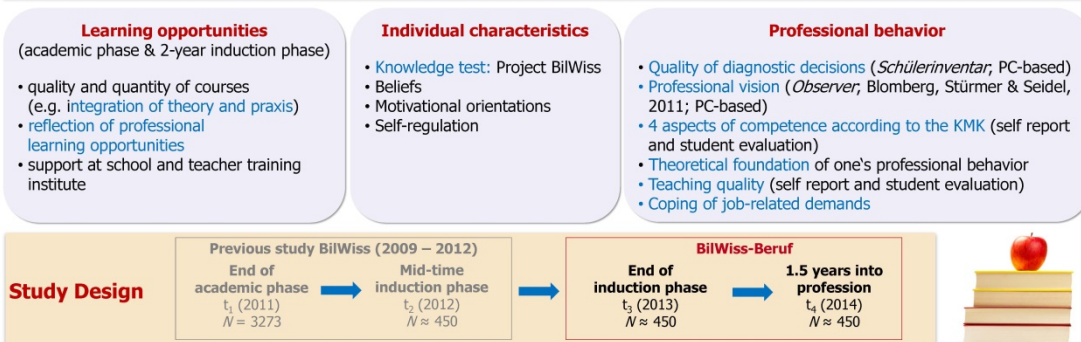 Learning opportunities
(academic phase & 2-year induction phase)
• quality and quantity of courses
(e.g. integration of theory and praxis)
• reflection of professional
learning opportunities
• support at school and teacher training
institute
Individual characteristics
• Knowledge test: Project BilWiss
• Beliefs
• Motivational orientations
• Self-regulation
Professional behavior
• Quality of diagnostic decisions (Schülerinventar; PC-based)
• Professional vision (Observer; Blomberg, Stürmer & Seidel,
2011; PC-based)
• 4 aspects of competence according to the KMK (self report
and student evaluation)
• Theoretical foundation of one's professional behavior
• Teaching quality (self report and student evaluation)
• Coping of job-related demands
Study Design
Previous study BilWiss (2009 – 2012)
End of
academic phase
t₁ (2011)
N = 3273
Mid-time
induction phase
t₂ (2012)
N ≈ 450
BilWiss-Beruf
End of
induction phase
t₃ (2013)
N ≈ 450
1.5 years into
profession
t₄ (2014)
N ≈ 450